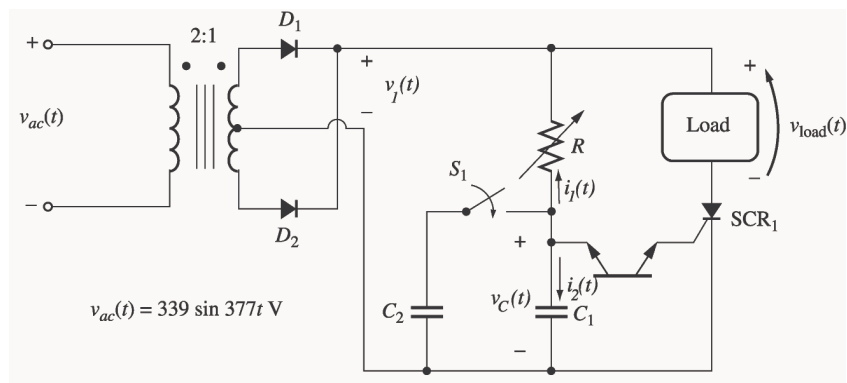 2:1
D1
+
vac(t)
−
+
v1(t)
−
D2
S1
R
i1(t)
+
vC(t)
−
i2(t)
C2
C1
Load
+
vload(t)
−
SCR1
vac(t) = 339 sin 377t V